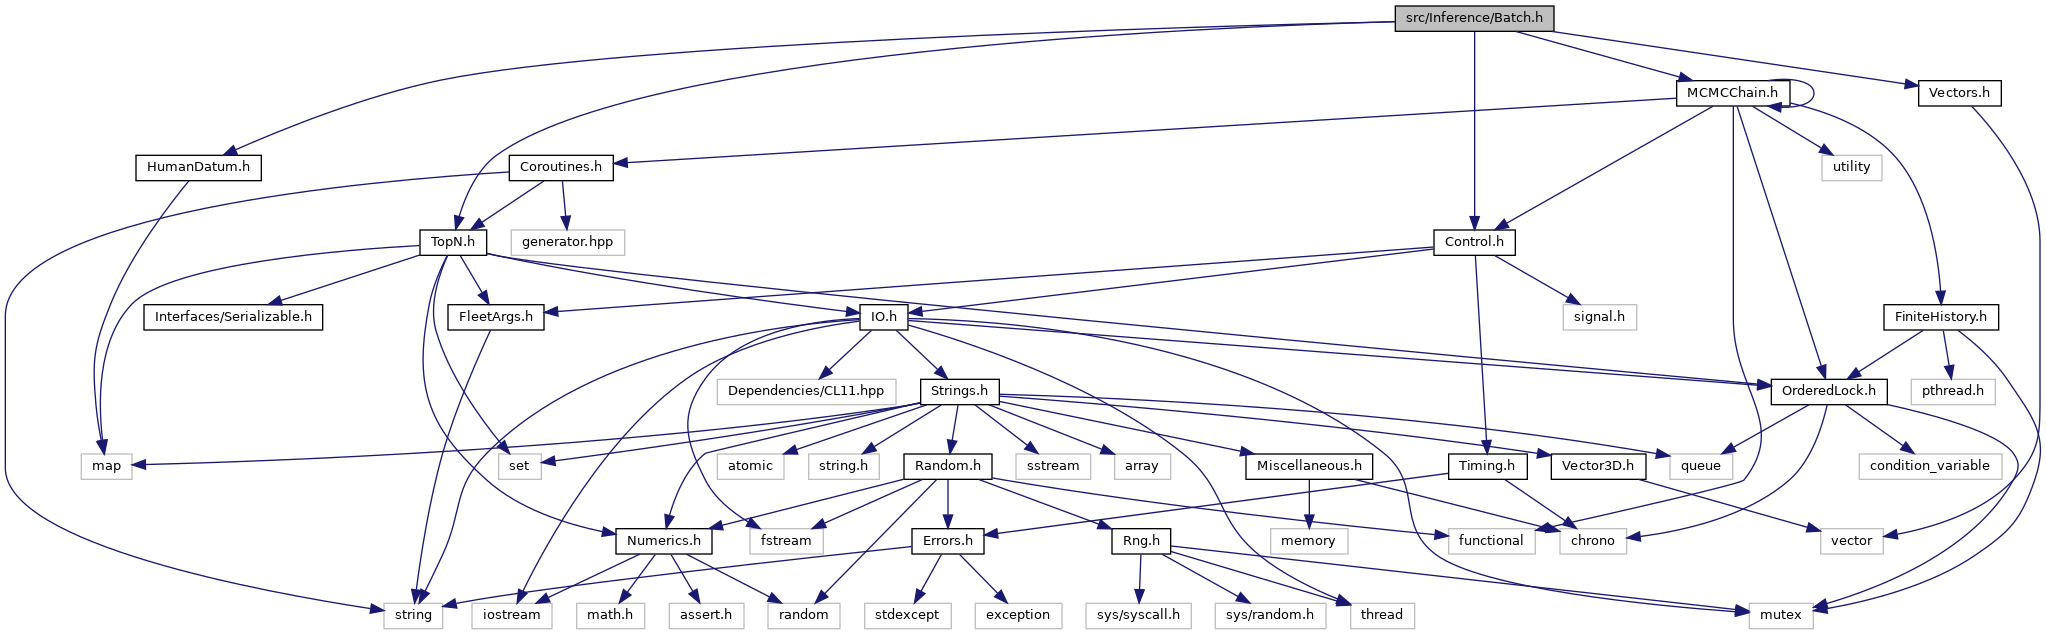 src/Inference/Batch.h
MCMCChain.h
Vectors.h
HumanDatum.h
Coroutines.h
utility
TopN.h
generator.hpp
Control.h
Interfaces/Serializable.h
FleetArgs.h
IO.h
signal.h
FiniteHistory.h
Dependencies/CL11.hpp
Strings.h
OrderedLock.h
pthread.h
map
set
atomic
string.h
Random.h
sstream
array
Miscellaneous.h
Timing.h
Vector3D.h
queue
condition_variable
Numerics.h
fstream
Errors.h
Rng.h
memory
functional
chrono
vector
string
iostream
math.h
assert.h
random
stdexcept
exception
sys/syscall.h
sys/random.h
thread
mutex